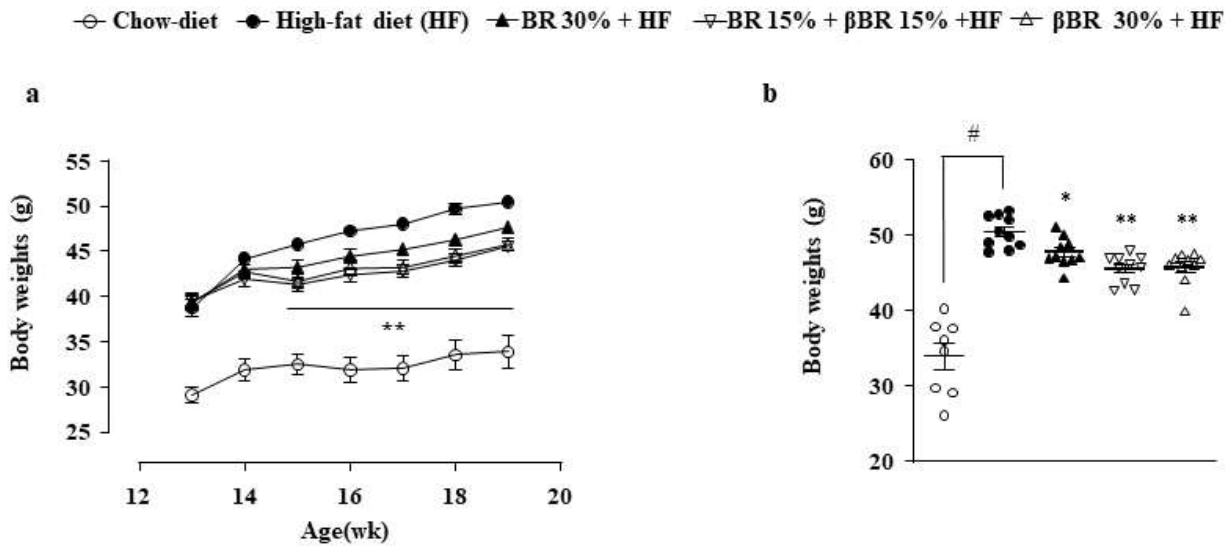 Chow-diet High-fat diet (HF) BR 30% + HF BR 15% + βBR 15% +HF βBR 30% + HF
a
Body weights (g)
55
50
45
40
35
30
25
**
12 14 16 18 20
Age(wk)
b
Body weights (g)
60
50
40
30
20
#
*
**
**